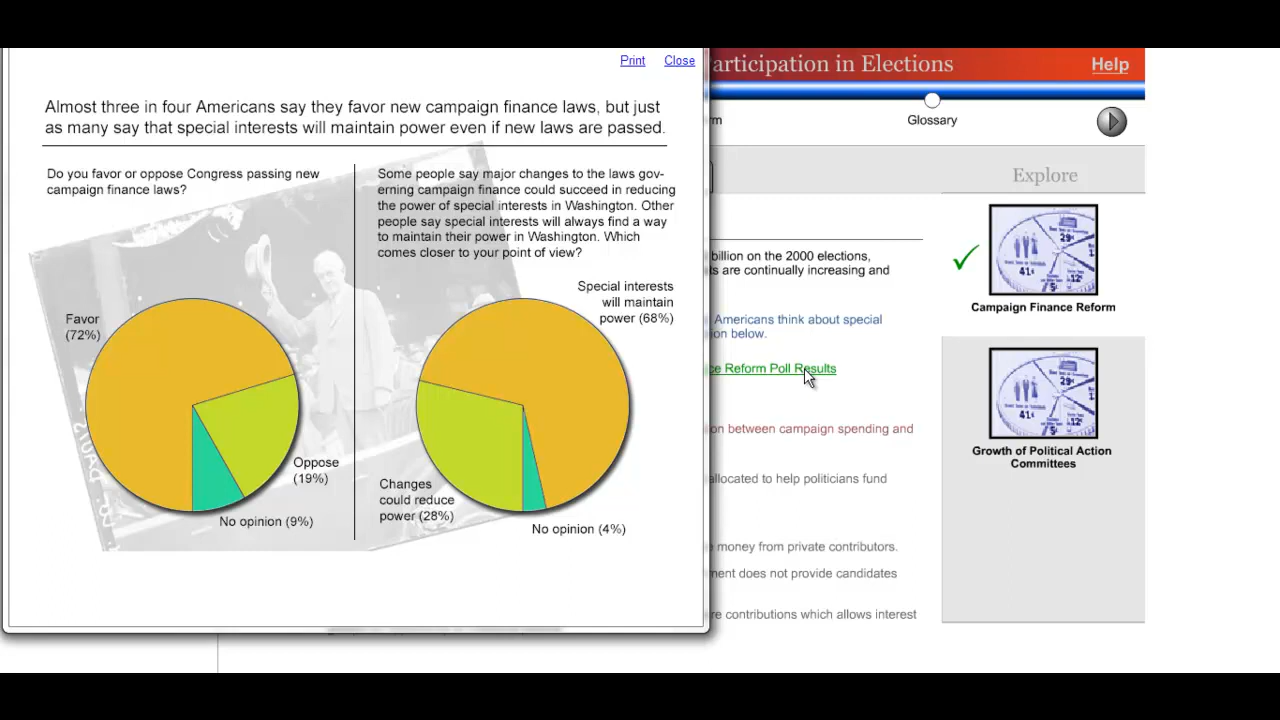 Print Close
Almost three in four Americans say they favor new campaign finance laws, but just
as many say that special interests will maintain power even if new laws are passed.
Do you favor or oppose Congress passing new
campaign finance laws?
Favor
(72%)
Oppose
(19%)
No opinion (9%)
Some people say major changes to the laws gov-
erning campaign finance could succeed in reducing
the power of special interests in Washington. Other
people say special interests will always find a way
to maintain their power in Washington. Which
comes closer to your point of view?
Special interests
will maintain
power (68%)
Changes
could reduce
power (28%)
No opinion (4%)
articipation in Elections
Help
Glossary
billion on the 2000 elections,
are continually increasing and
Americans think about special
below.
Reform Poll Results
between campaign spending and
allocated to help politicians fund
money from private contributors.
does not provide candidates
contributions which allows interest
Explore
Campaign Finance Reform
Growth of Political Action
Committees